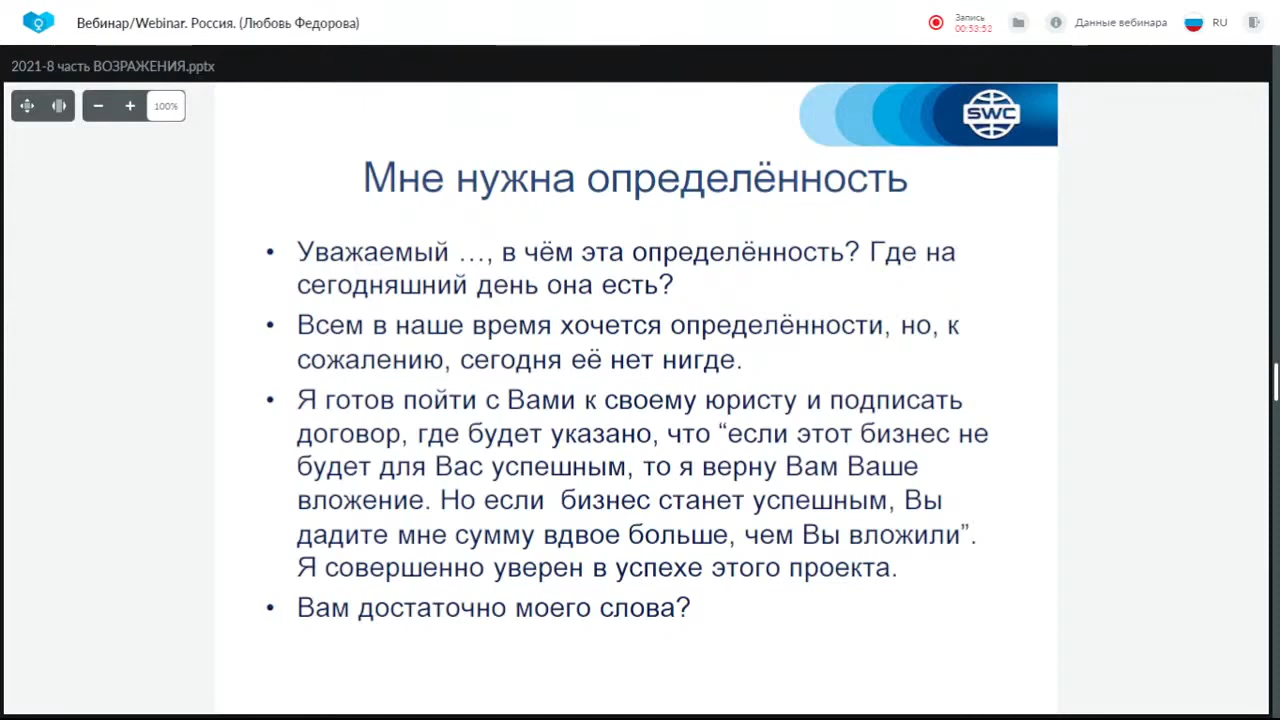 Вебинар/Webinar. Россия. (Любовь Федорова)
Запись
00:53:52
Данные вебинара
RU
2021-8 часть ВОЗРАЖЕНИЯ.pptx
100%
SWC
Мне нужна определённость
• Уважаемый …, в чём эта определённость? Где на
сегодняшний день она есть?
• Всем в наше время хочется определённости, но, к
сожалению, сегодня её нет нигде.
• Я готов пойти с Вами к своему юристу и подписать
договор, где будет указано, что “если этот бизнес не
будет для Вас успешным, то я верну Вам Ваше
вложение. Но если бизнес станет успешным, Вы
дадите мне сумму вдвое больше, чем Вы вложили”.
Я совершенно уверен в успехе этого проекта.
• Вам достаточно моего слова?